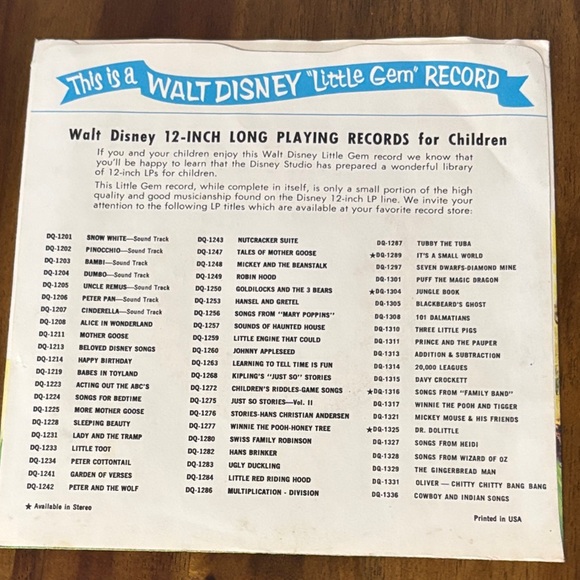 This is a WALT DISNEY "Little Gem" RECORD
Walt Disney 12-INCH LONG PLAYING RECORDS for Children
If you and your children enjoy this Walt Disney Little Gem record we know that
you'll be happy to learn that the Disney Studio has prepared a wonderful library
of 12-inch LPs for children.
This Little Gem record, while complete in itself, is only a small portion of the high
quality and good musicianship found on the Disney 12-inch LP line. We invite your
attention to the following LP titles which are available at your favorite record store:
DQ-1201 SNOW WHITE—Sound Track
DQ-1202 PINOCCHIO—Sound Track
DQ-1203 BAMBI—Sound Track
DQ-1204 DUMBO—Sound Track
DQ-1205 UNCLE REMUS—Sound Track
DQ-1206 PETER PAN—Sound Track
DQ-1207 CINDERELLA—Sound Track
DQ-1208 ALICE IN WONDERLAND
DQ-1211 MOTHER GOOSE
DQ-1213 BELOVED DISNEY SONGS
DQ-1214 HAPPY BIRTHDAY
DQ-1219 BABES IN TOYLAND
DQ-1223 ACTING OUT THE ABC'S
DQ-1224 SONGS FOR BEDTIME
DQ-1225 MORE MOTHER GOOSE
DQ-1228 SLEEPING BEAUTY
DQ-1231 LADY AND THE TRAMP
DQ-1233 LITTLE TOOT
DQ-1234 PETER COTTONTAIL
DQ-1241 GARDEN OF VERSES
DQ-1242 PETER AND THE WOLF
★ Available in Stereo
DQ-1243 NUTCRACKER SUITE
DQ-1247 TALES OF MOTHER GOOSE
DQ-1248 MICKEY AND THE BEANSTALK
DQ-1249 ROBIN HOOD
DQ-1250 GOLDILOCKS AND THE 3 BEARS
DQ-1253 HANSEL AND GRETEL
DQ-1256 SONGS FROM "MARY POPPINS"
DQ-1257 SOUNDS OF HAUNTED HOUSE
DQ-1259 LITTLE ENGINE THAT COULD
DQ-1260 JOHNNY APPLESEED
DQ-1263 LEARNING TO TELL TIME IS FUN
DQ-1268 KIPLING'S "JUST SO" STORIES
DQ-1272 CHILDREN'S RIDDLES-GAME SONGS
DQ-1275 JUST SO STORIES—Vol. II
DQ-1276 STORIES-HANS CHRISTIAN ANDERSEN
DQ-1277 WINNIE THE POOH-HONEY TREE
DQ-1280 SWISS FAMILY ROBINSON
DQ-1282 HANS BRINKER
DQ-1283 UGLY DUCKLING
DQ-1284 LITTLE RED RIDING HOOD
DQ-1286 MULTIPLICATION - DIVISION
DQ-1287 TUBBY THE TUBA
★DQ-1289 IT'S A SMALL WORLD
DQ-1297 SEVEN DWARFS-DIAMOND MINE
DQ-1301 PUFF THE MAGIC DRAGON
★DQ-1304 JUNGLE BOOK
DQ-1305 BLACKBEARD'S GHOST
DQ-1308 101 DALMATIANS
DQ-1310 THREE LITTLE PIGS
DQ-1311 PRINCE AND THE PAUPER
DQ-1313 ADDITION & SUBTRACTION
DQ-1314 20,000 LEAGUES
DQ-1315 DAVY CROCKETT
★DQ-1316 SONGS FROM "FAMILY BAND"
DQ-1317 WINNIE THE POOH AND TIGGER
DQ-1321 MICKEY MOUSE & HIS FRIENDS
★DQ-1325 DR. DOLITTLE
DQ-1327 SONGS FROM HEIDI
DQ-1328 SONGS FROM WIZARD OF OZ
DQ-1329 THE GINGERBREAD MAN
DQ-1331 OLIVER — CHITTY CHITTY BANG BANG
DQ-1336 COWBOY AND INDIAN SONGS
Printed in USA